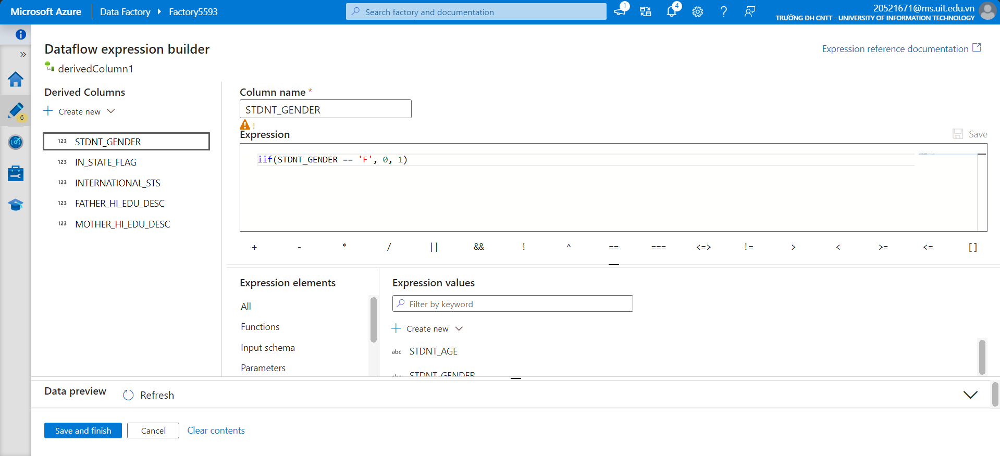 Microsoft Azure
Data Factory
Factory5593
Search factory and documentation
1
4
20521671@ms.uit.edu.vn
TRƯỜNG ĐH CNTT - UNIVERSITY OF INFORMATION TECHNOLOGY
6
Dataflow expression builder
Expression reference documentation
derivedColumn1
Derived Columns
Create new
123 STDNT_GENDER
123 IN_STATE_FLAG
123 INTERNATIONAL_STS
123 FATHER_HI_EDU_DESC
123 MOTHER_HI_EDU_DESC
Column name *
STDNT_GENDER
!
Expression
Save
iif(STDNT_GENDER == 'F', 0, 1)
+ - * / || && ! ^ == === <=> != > < >= <= []
Expression elements
All
Functions
Input schema
Parameters
Expression values
Filter by keyword
Create new
abc STDNT_AGE
abc STDNT_GENDER
Data preview
Refresh
Save and finish
Cancel
Clear contents